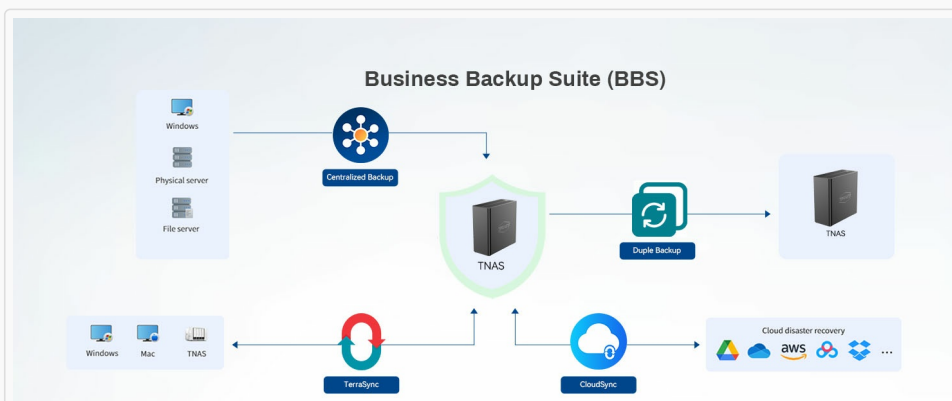 Business Backup Suite (BBS)
Windows
Physical server
File server
Centralized Backup
TNAS
Duple Backup
TNAS
Windows Mac TNAS
TerraSync
CloudSync
Cloud disaster recovery
aws ...